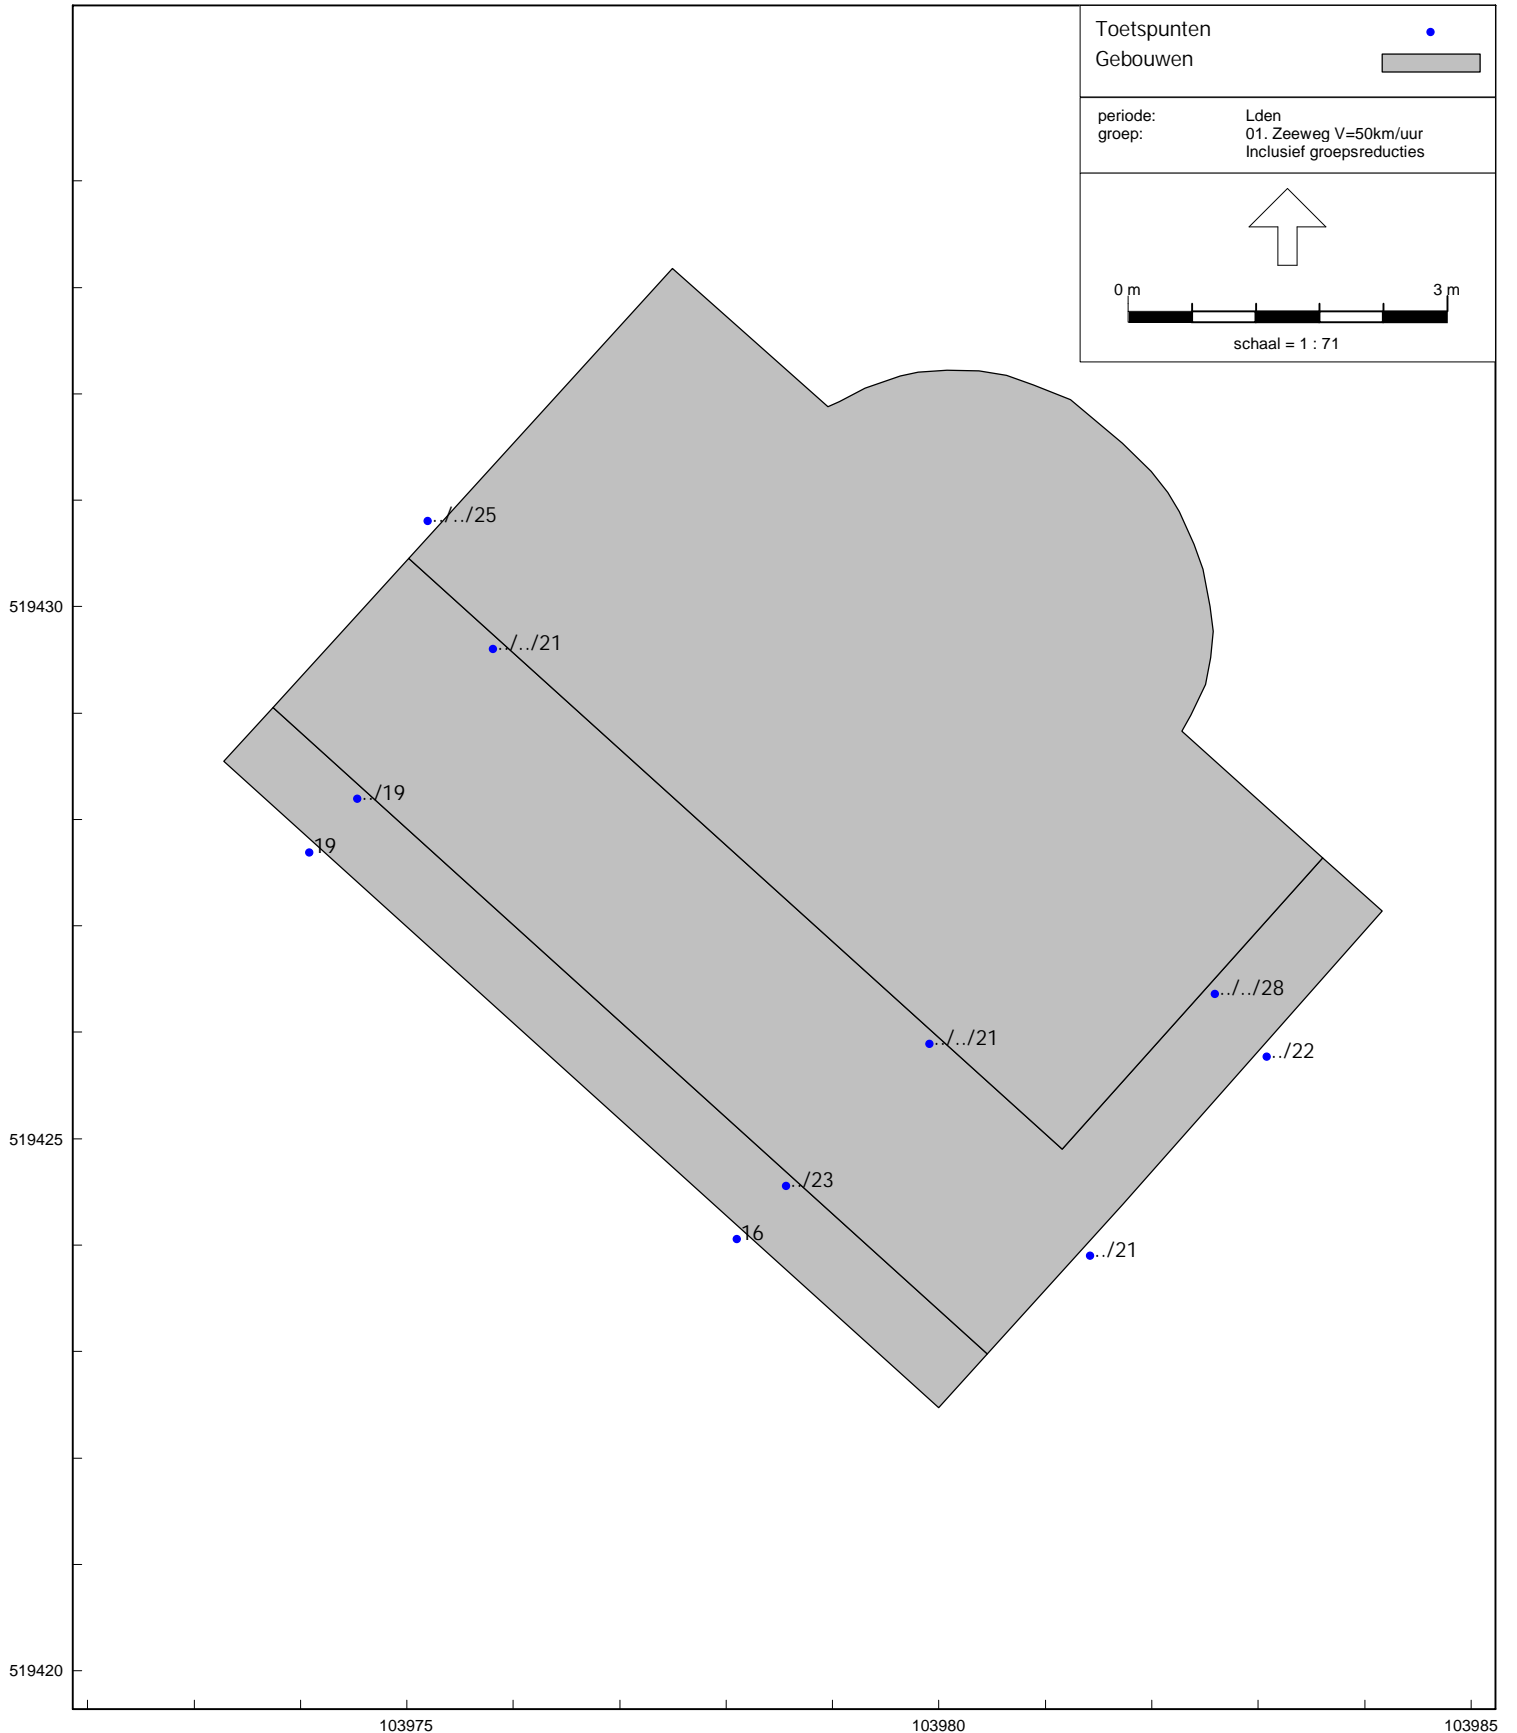 Toetspunten
Gebouwen
periode: Lden
groep: 01. Zeeweg V=50km/uur
Inclusief groepsreducties
0 m 3 m
schaal = 1 : 71
../../25
519430
../../21
../19
19
../../28
../../21
../22
519425
../23
16
../21
519420
103975 103980 103985